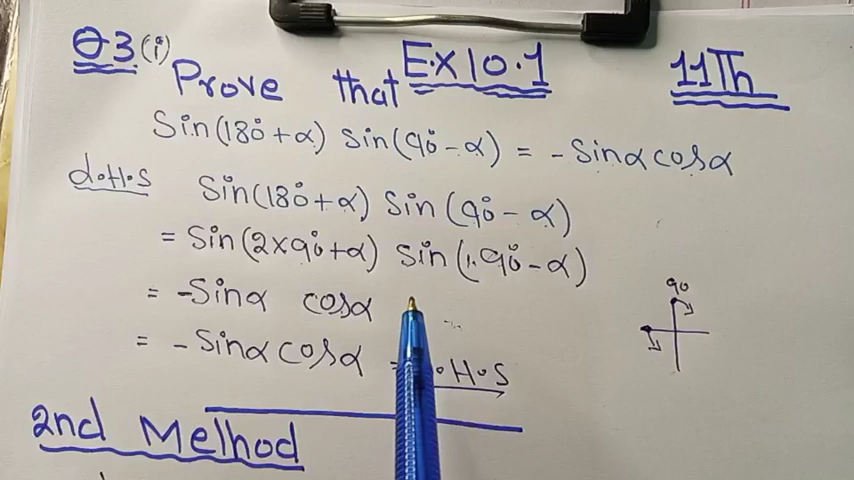 Q3(i) Ex 10.1 11Th
Prove that
Sin(180°+α) Sin(90°-α) = -Sinα cosα
L.H.S Sin(180°+α) Sin(90°-α)
= Sin(2×90°+α) Sin(1.90°-α)
= -Sinα cosα
= -Sinα cosα = .H.S
90
2nd Method